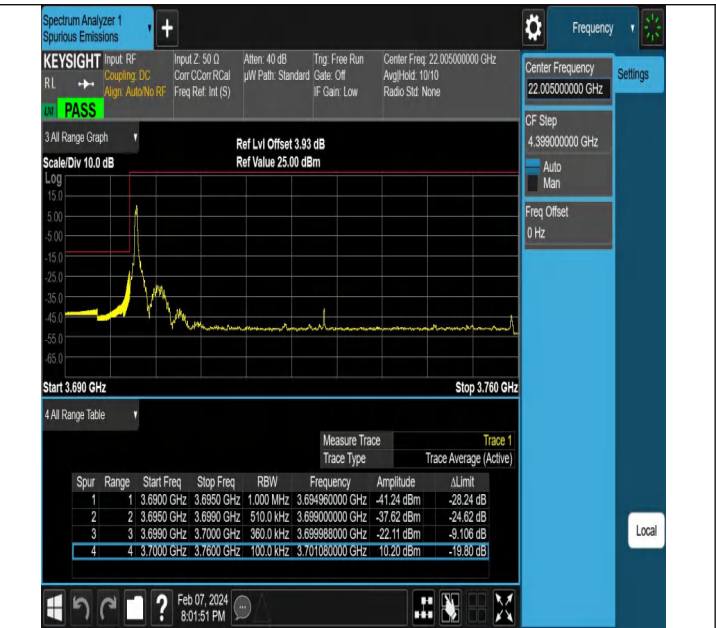 Spectrum Analyzer 1
Spurious Emissions
+
Frequency
KEYSIGHT Input: RF Input Z: 50 Ω Atten: 40 dB Trig: Free Run Center Freq: 22.005000000 GHz
RL Coupling: DC Corr CCorr RCal µW Path: Standard Gate: Off Avg|Hold: 10/10
Align: Auto/No RF Freq Ref: Int (S) IF Gain: Low Radio Std: None
PASS
Center Frequency
22.005000000 GHz
Settings
CF Step
4.399000000 GHz
Auto
Man
Freq Offset
0 Hz
3 All Range Graph
Ref Lvl Offset 3.93 dB
Scale/Div 10.0 dB Ref Value 25.00 dBm
Log
15.0
5.00
-5.00
-15.0
-25.0
-35.0
-45.0
-55.0
-65.0
Start 3.690 GHz Stop 3.760 GHz
4 All Range Table
Measure Trace Trace 1
Trace Type Trace Average (Active)
Spur Range Start Freq Stop Freq RBW Frequency Amplitude ΔLimit
1 1 3.6900 GHz 3.6950 GHz 1.000 MHz 3.694960000 GHz -41.24 dBm -28.24 dB
2 2 3.6950 GHz 3.6990 GHz 510.0 kHz 3.699000000 GHz -37.62 dBm -24.62 dB
3 3 3.6990 GHz 3.7000 GHz 360.0 kHz 3.699988000 GHz -22.11 dBm -9.106 dB
4 4 3.7000 GHz 3.7600 GHz 100.0 kHz 3.701080000 GHz 10.20 dBm -19.80 dB
Local
?
Feb 07, 2024
8:01:51 PM